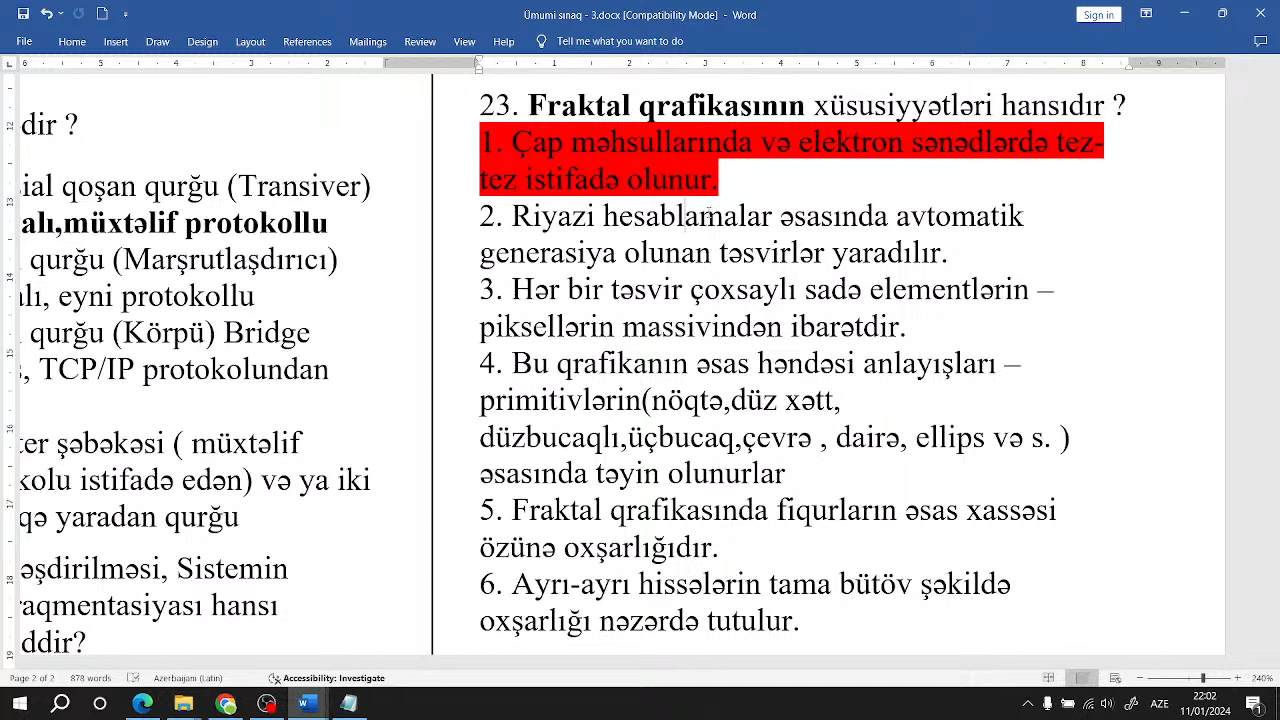 Ümumi sınaq - 3.docx [Compatibility Mode] - Word
Sign in
File Home Insert Draw Design Layout References Mailings Review View Help Tell me what you want to do
dir ?
ial qoşan qurğu (Transiver)
alı,müxtəlif protokollu
qurğu (Marşrutlaşdırıcı)
lı, eyni protokollu
qurğu (Körpü) Bridge
, TCP/IP protokolundan
ter şəbəkəsi ( müxtəlif
kolu istifadə edən) və ya iki
qə yaradan qurğu
əşdirilməsi, Sistemin
raqmentasiyası hansı
ddir?
23. Fraktal qrafikasının xüsusiyyətləri hansıdır ?
1. Çap məhsullarında və elektron sənədlərdə tez-
tez istifadə olunur.
2. Riyazi hesablamalar əsasında avtomatik
generasiya olunan təsvirlər yaradılır.
3. Hər bir təsvir çoxsaylı sadə elementlərin –
piksellərin massivindən ibarətdir.
4. Bu qrafikanın əsas həndəsi anlayışları –
primitivlərin(nöqtə,düz xətt,
düzbucaqlı,üçbucaq,çevrə , dairə, ellips və s. )
əsasında təyin olunurlar
5. Fraktal qrafikasında fiqurların əsas xassəsi
özünə oxşarlığıdır.
6. Ayrı-ayrı hissələrin tama bütöv şəkildə
oxşarlığı nəzərdə tutulur.
Page 2 of 2 878 words Azerbaijani (Latin) Accessibility: Investigate 240%
AZE
22:02
11/01/2024